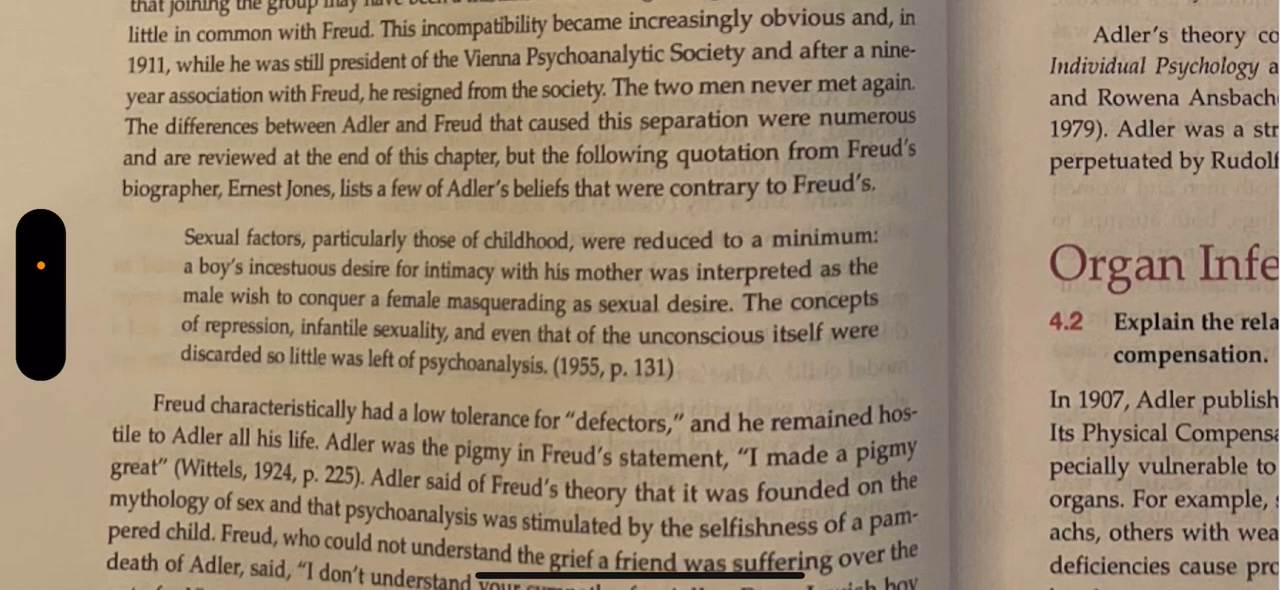 that joining the group may have been a
little in common with Freud. This incompatibility became increasingly obvious and, in
1911, while he was still president of the Vienna Psychoanalytic Society and after a nine-
year association with Freud, he resigned from the society. The two men never met again.
The differences between Adler and Freud that caused this separation were numerous
and are reviewed at the end of this chapter, but the following quotation from Freud's
biographer, Ernest Jones, lists a few of Adler's beliefs that were contrary to Freud's.
Sexual factors, particularly those of childhood, were reduced to a minimum:
a boy's incestuous desire for intimacy with his mother was interpreted as the
male wish to conquer a female masquerading as sexual desire. The concepts
of repression, infantile sexuality, and even that of the unconscious itself were
discarded so little was left of psychoanalysis. (1955, p. 131)
Freud characteristically had a low tolerance for “defectors,” and he remained hos-
tile to Adler all his life. Adler was the pigmy in Freud's statement, “I made a pigmy
great” (Wittels, 1924, p. 225). Adler said of Freud's theory that it was founded on the
mythology of sex and that psychoanalysis was stimulated by the selfishness of a pam-
pered child. Freud, who could not understand the grief a friend was suffering over the
death of Adler, said, “I don't understand your boy
Adler's theory co
Individual Psychology a
and Rowena Ansbach
1979). Adler was a str
perpetuated by Rudolf
Organ Infe
4.2 Explain the rela
compensation.
In 1907, Adler publish
Its Physical Compensa
pecially vulnerable to
organs. For example,
achs, others with wea
deficiencies cause pro